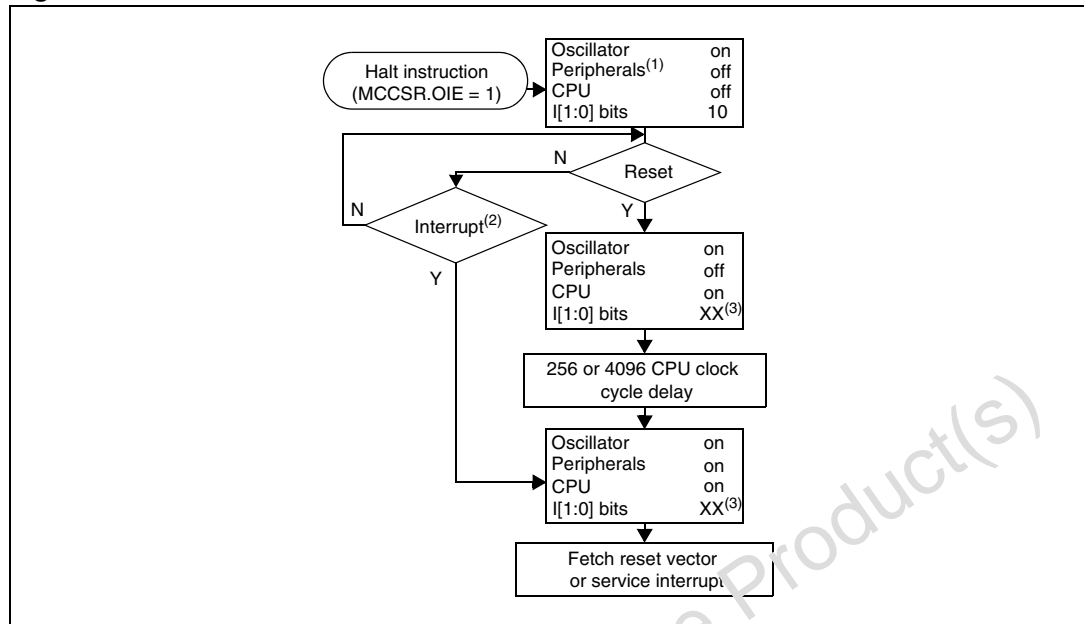 Halt instruction
(MCCSR.OIE = 1)
Oscillator on
Peripherals(1) off
CPU off
I[1:0] bits 10
Reset
N
Y
Interrupt(2)
N
Y
Oscillator on
Peripherals off
CPU on
I[1:0] bits XX(3)
256 or 4096 CPU clock
cycle delay
Oscillator on
Peripherals on
CPU on
I[1:0] bits XX(3)
Fetch reset vector
or service interrupt
Product(s)